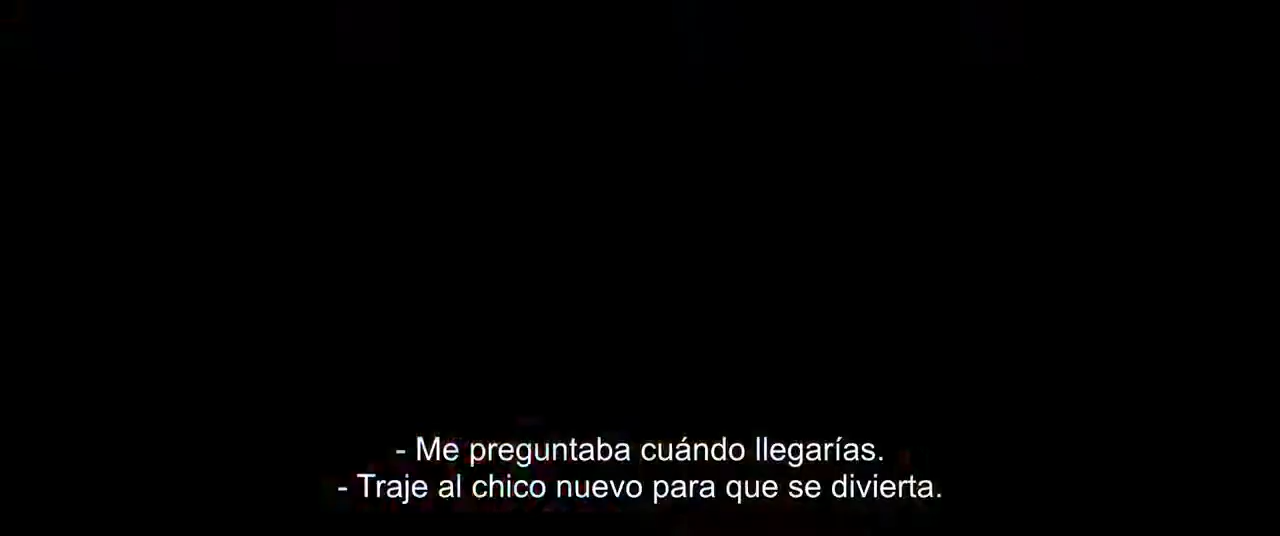 - Me preguntaba cuándo llegarías.
- Traje al chico nuevo para que se divierta.